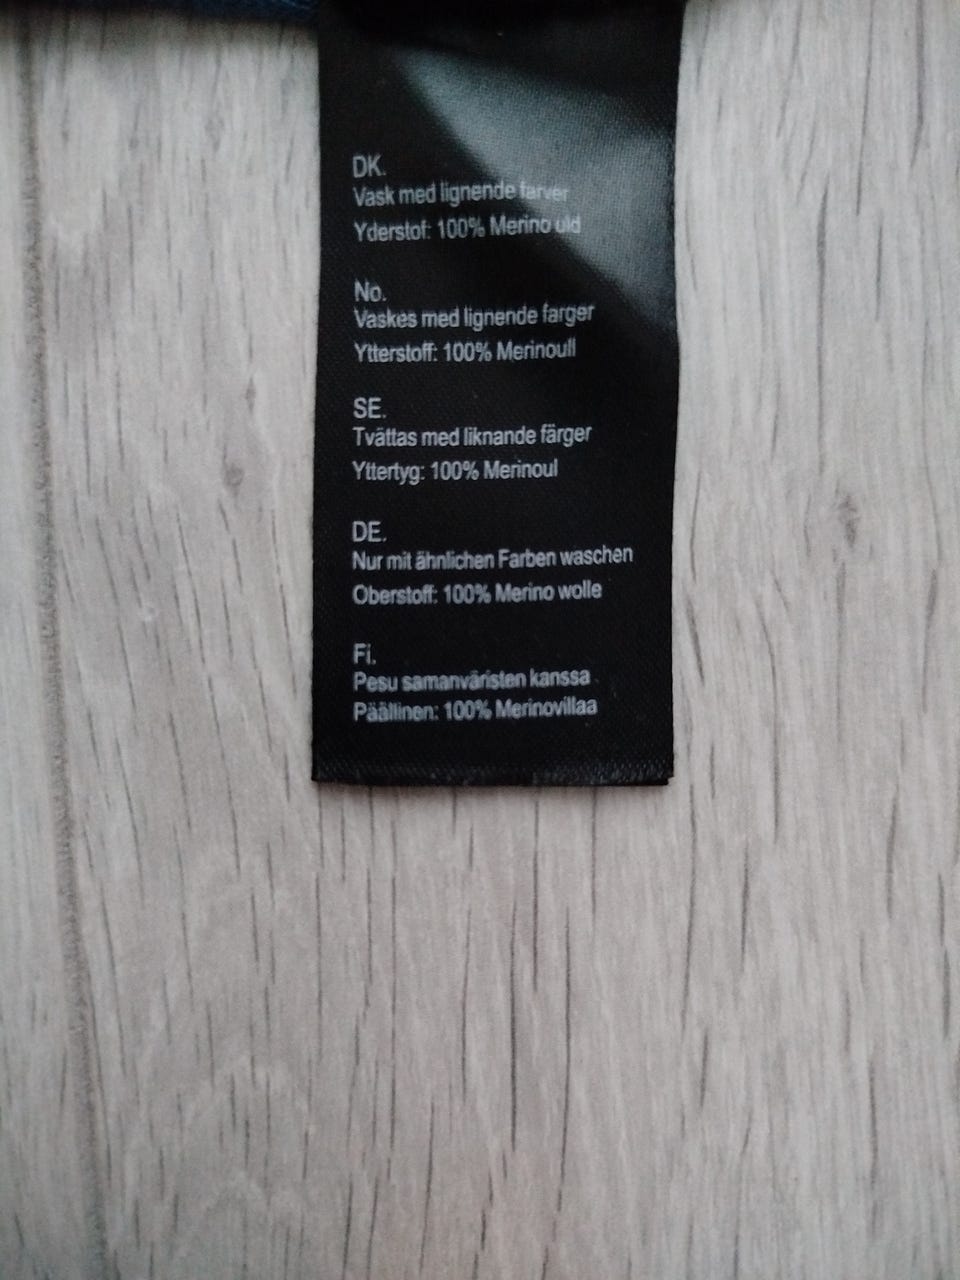 DK.
Vask med lignende farver
Yderstof: 100% Merino uld
No.
Vaskes med lignende farger
Ytterstoff: 100% Merinoull
SE.
Tvättas med liknande färger
Yttertyg: 100% Merinoul
DE.
Nur mit ähnlichen Farben waschen
Oberstoff: 100% Merino wolle
Fi.
Pesu samanväristen kanssa
Päällinen: 100% Merinovillaa